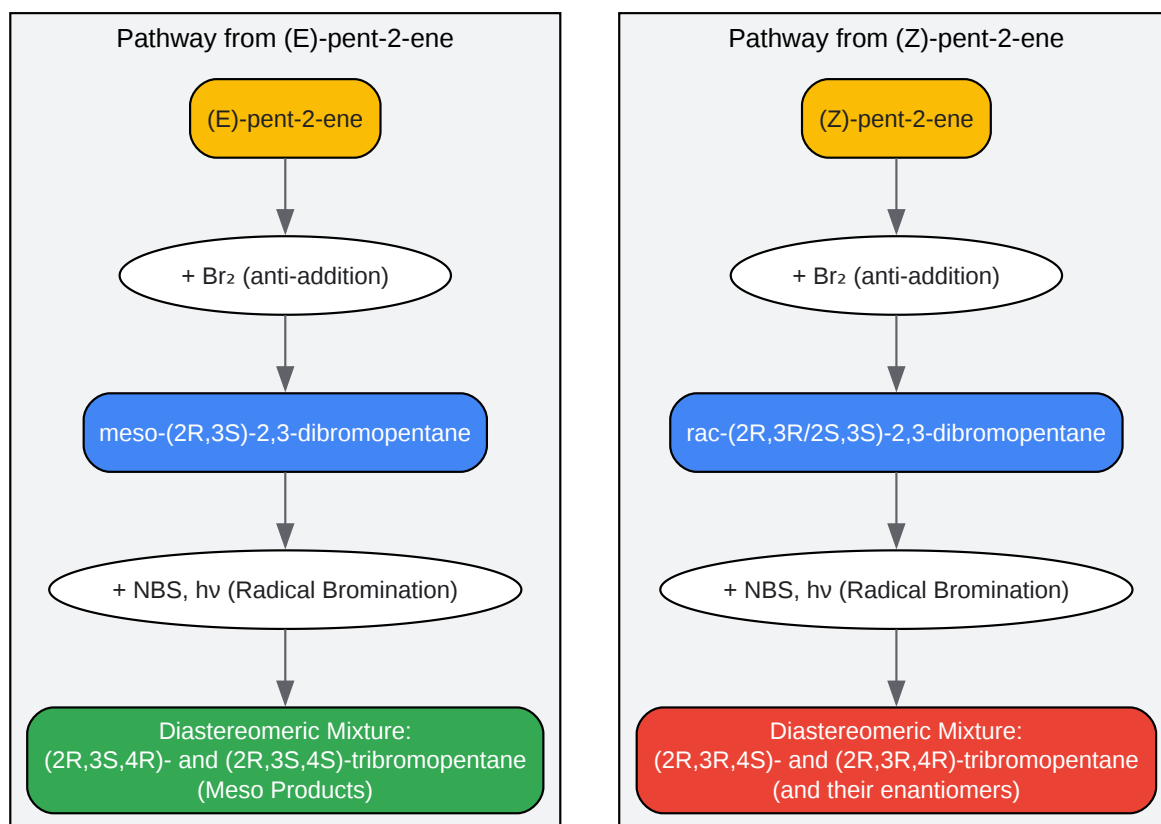 Pathway from (E)-pent-2-ene
(E)-pent-2-ene
+ Br₂ (anti-addition)
meso-(2R,3S)-2,3-dibromopentane
+ NBS, hν (Radical Bromination)
Diastereomeric Mixture:
(2R,3S,4R)- and (2R,3S,4S)-tribromopentane
(Meso Products)
Pathway from (Z)-pent-2-ene
(Z)-pent-2-ene
+ Br₂ (anti-addition)
rac-(2R,3R/2S,3S)-2,3-dibromopentane
+ NBS, hν (Radical Bromination)
Diastereomeric Mixture:
(2R,3R,4S)- and (2R,3R,4R)-tribromopentane
(and their enantiomers)